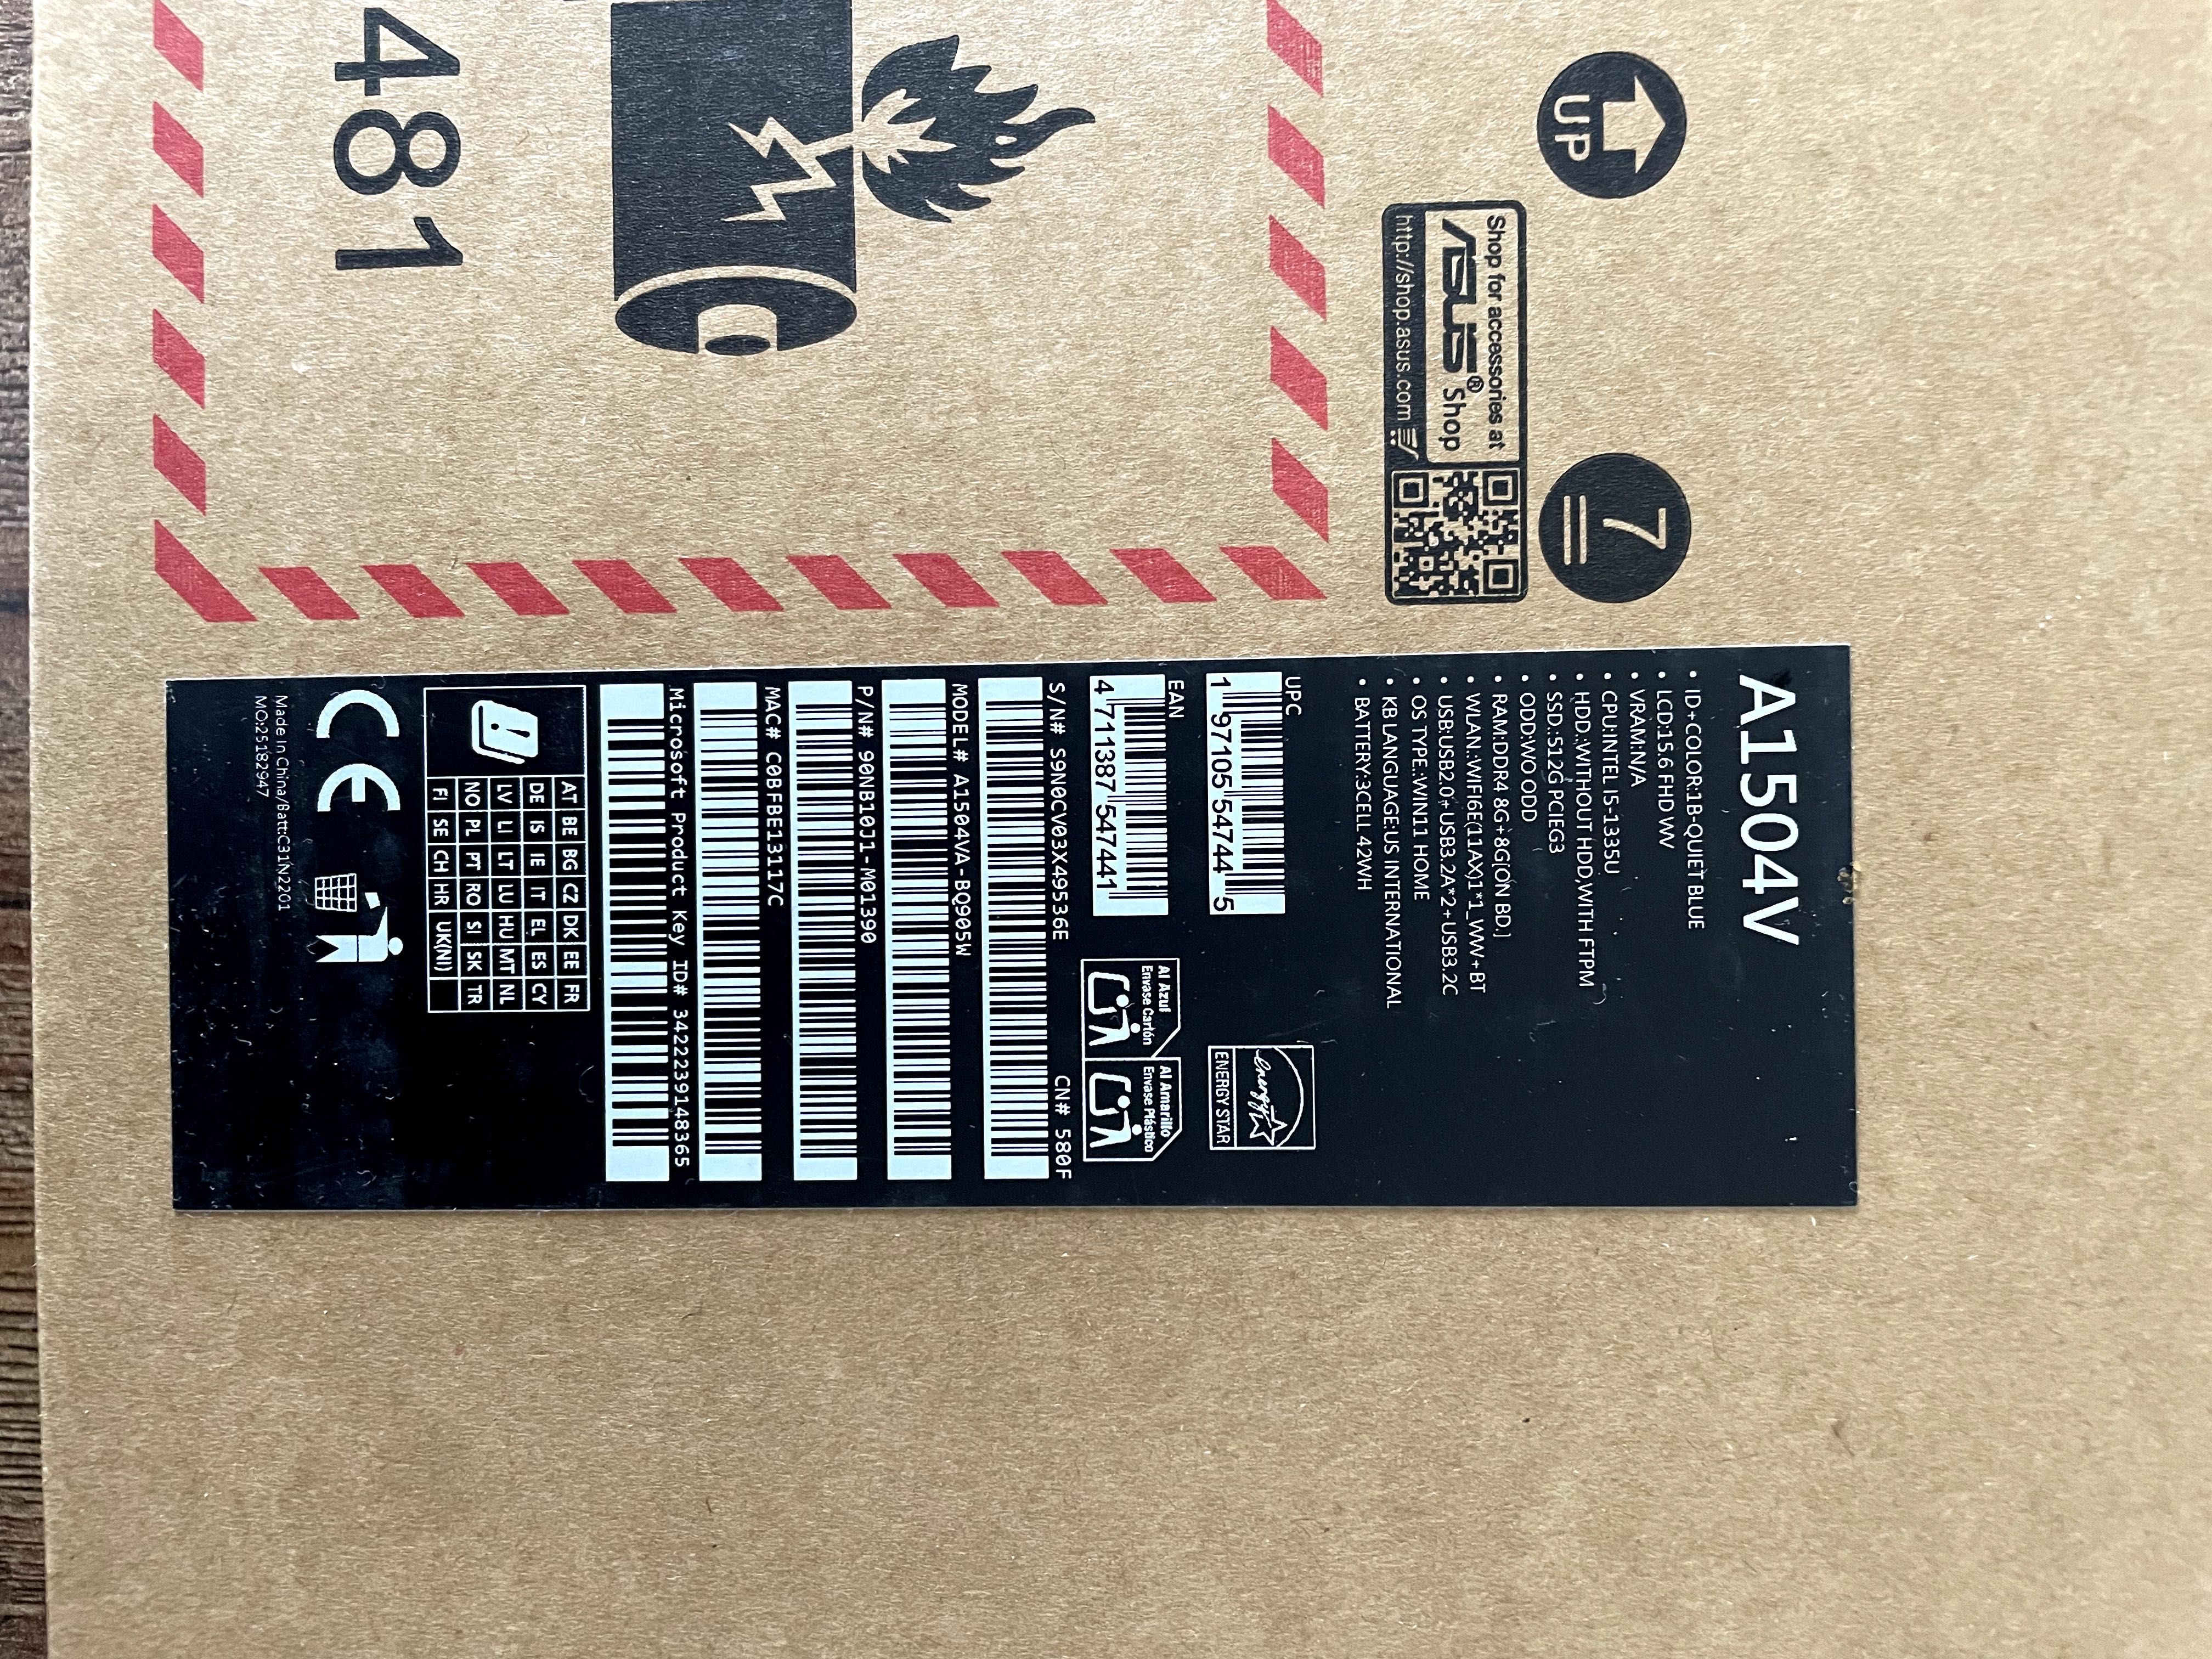 481
UP
Shop for accessories at
ASUS® Shop
http://shop.asus.com
7
A1504V
• ID+COLOR:1B-QUIET BLUE
• LCD:15.6 FHD WV
• VRAM:N/A
• CPU:INTEL I5-1335U
• HDD.:WITHOUT HDD,WITH FTPM
• SSD.:512G PCIEG3
• ODD:WO ODD
• RAM:DDR4 8G+8G[ON BD.]
• WLAN.:WIFI6E(11AX)1*1_WW+BT
• USB:USB2.0+USB3.2A*2+USB3.2C
• OS TYPE:WIN11 HOME
• KB LANGUAGE:US INTERNATIONAL
• BATTERY:3CELL 42WH
UPC
1 97105 54744 5
energy
ENERGY STAR
EAN
4 711387 547441
Al Azul
Envase Cartón
Al Amarillo
Envase Plástico
S/N# S9N0CV03X49536E CN# 580F
MODEL# A1504VA-BQ905W
P/N# 90NB10J1-M01390
MAC# C0BFBE13117C
Microsoft Product Key ID# 3422239148365
AT BE BG CZ DK EE FR
DE IS IE IT EL ES CY
LV LI LT LU HU MT NL
NO PL PT RO SI SK TR
FI SE CH HR UK(NI)
CE
Made in China/Batt:C31N2201
MO:25182947